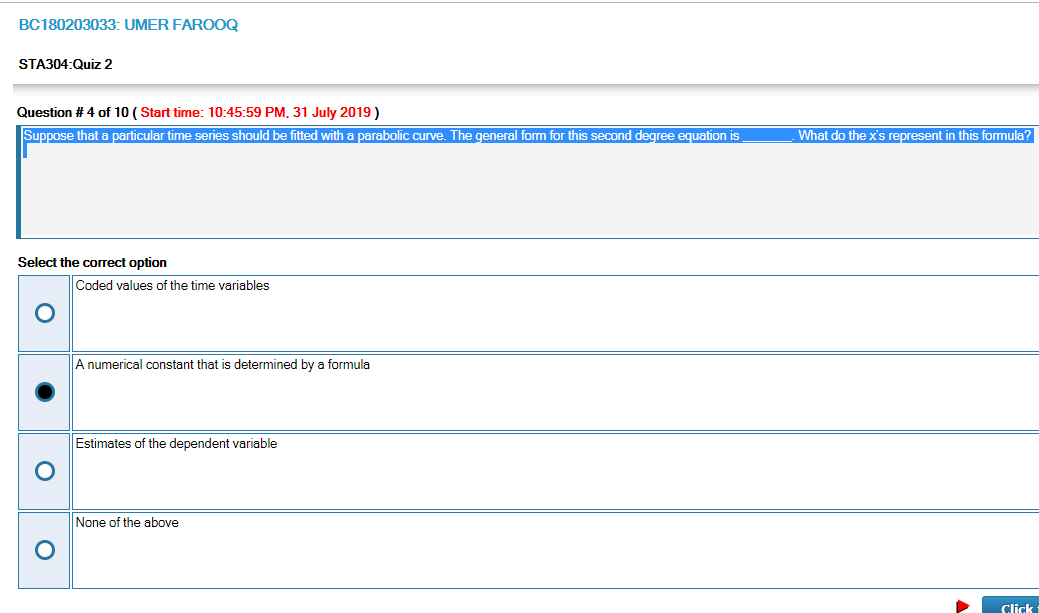 BC180203033: UMER FAROOQ
STA304:Quiz 2
Question # 4 of 10 ( Start time: 10:45:59 PM, 31 July 2019 )
Suppose that a particular time series should be fitted with a parabolic curve. The general form for this second degree equation is _______. What do the x's represent in this formula?
Select the correct option
Coded values of the time variables
A numerical constant that is determined by a formula
Estimates of the dependent variable
None of the above
Click